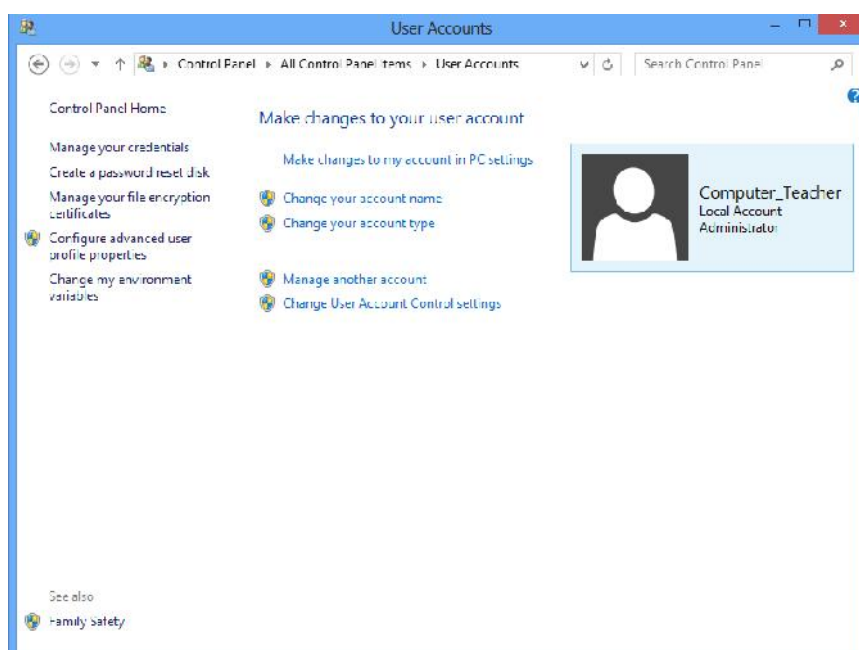 User Accounts
Control Panel All Control Panel Items User Accounts
Search Control Panel
Control Panel Home
Manage your credentials
Create a password reset disk
Manage your file encryption
certificates
Configure advanced user
profile properties
Change my environment
variables
Make changes to your user account
Make changes to my account in PC settings
Change your account name
Change your account type
Manage another account
Change User Account Control settings
Computer_Teacher
Local Account
Administrator
See also
Family Safety